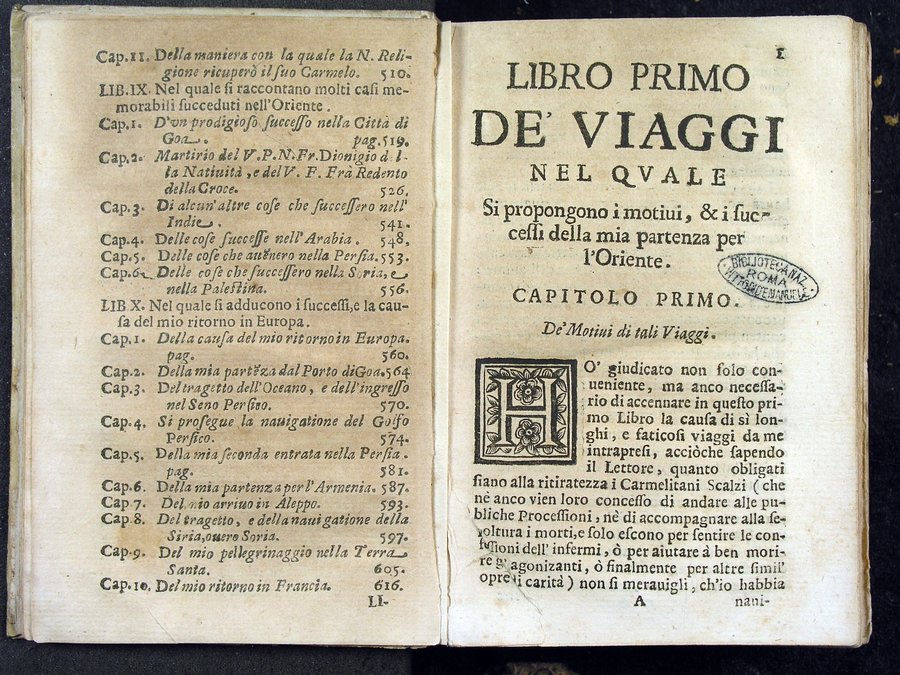 Cap.11. Della maniera con la quale la N. Reli-
gione ricuperò il suo Carmelo. 510.
LIB.IX. Nel quale si raccontano molti casi me-
morabili succeduti nell'Oriente.
Cap.1. D'vn prodigioso successo nella Città di
Goa. pag.519.
Cap.2. Martirio del V.P.N.Fr.Dionigio d l-
la Natiuità, e del V. F. Frà Redento
della Croce. 526.
Cap.3. Di alcun'altre cose che successero nell'
Indie. 541.
Cap.4. Delle cose successe nell'Arabia. 548,
Cap.5. Delle cose che auuēnero nella Persia. 553.
Cap.6. Delle cose che successero nella Soria, e
nella Palestina. 556.
LIB X. Nel quale si adducono i successi, e la cau-
sa del mio ritorno in Europa.
Cap.1. Della causa del mio ritorno in Europa.
pag. 560.
Cap.2. Della mia partēza dal Porto di Goa. 564
Cap.3. Del tragetto dell'Oceano, e dell'ingresso
nel Seno Persico. 570.
Cap.4. Si prosegue la nauigatione del Golfo
Persico. 574.
Cap.5. Della mia seconda entrata nella Persia.
pag. 581.
Cap.6. Della mia partenza per l'Armenia. 587.
Cap 7. Del mio arriuo in Aleppo. 593.
Cap.8. Del tragetto, e della nauigatione della
Siria, ouero Soria. 597.
Cap.9. Del mio pellegrinaggio nella Terra
Santa. 605.
Cap.10. Del mio ritorno in Francia. 616.
LI-
1
LIBRO PRIMO
DE' VIAGGI
NEL QVALE
Si propongono i motiui, & i suc-
cessi della mia partenza per
l'Oriente.
BIBLIOTECA NAZ.
ROMA
VITTORIO EMANUELE
CAPITOLO PRIMO.
De' Motiui di tali Viaggi.
HO' giudicato non solo con-
ueniente, ma anco necessa-
rio di accennare in questo pri-
mo Libro la causa di sì lon-
ghi, e faticosi viaggi da me
intrapresi, acciòche sapendo
il Lettore, quanto obligati
siano alla ritiratezza i Carmelitani Scalzi (che
nè anco vien loro concesso di andare alle pu-
bliche Processioni, nè di accompagnare alla se-
poltura i morti, e solo escono per sentire le con-
fessioni dell'infermi, ò per aiutare à ben mori-
re g' agonizanti, ò finalmente per altre simil'
opre di carità) non si merauigli, ch'io habbia
A naui-